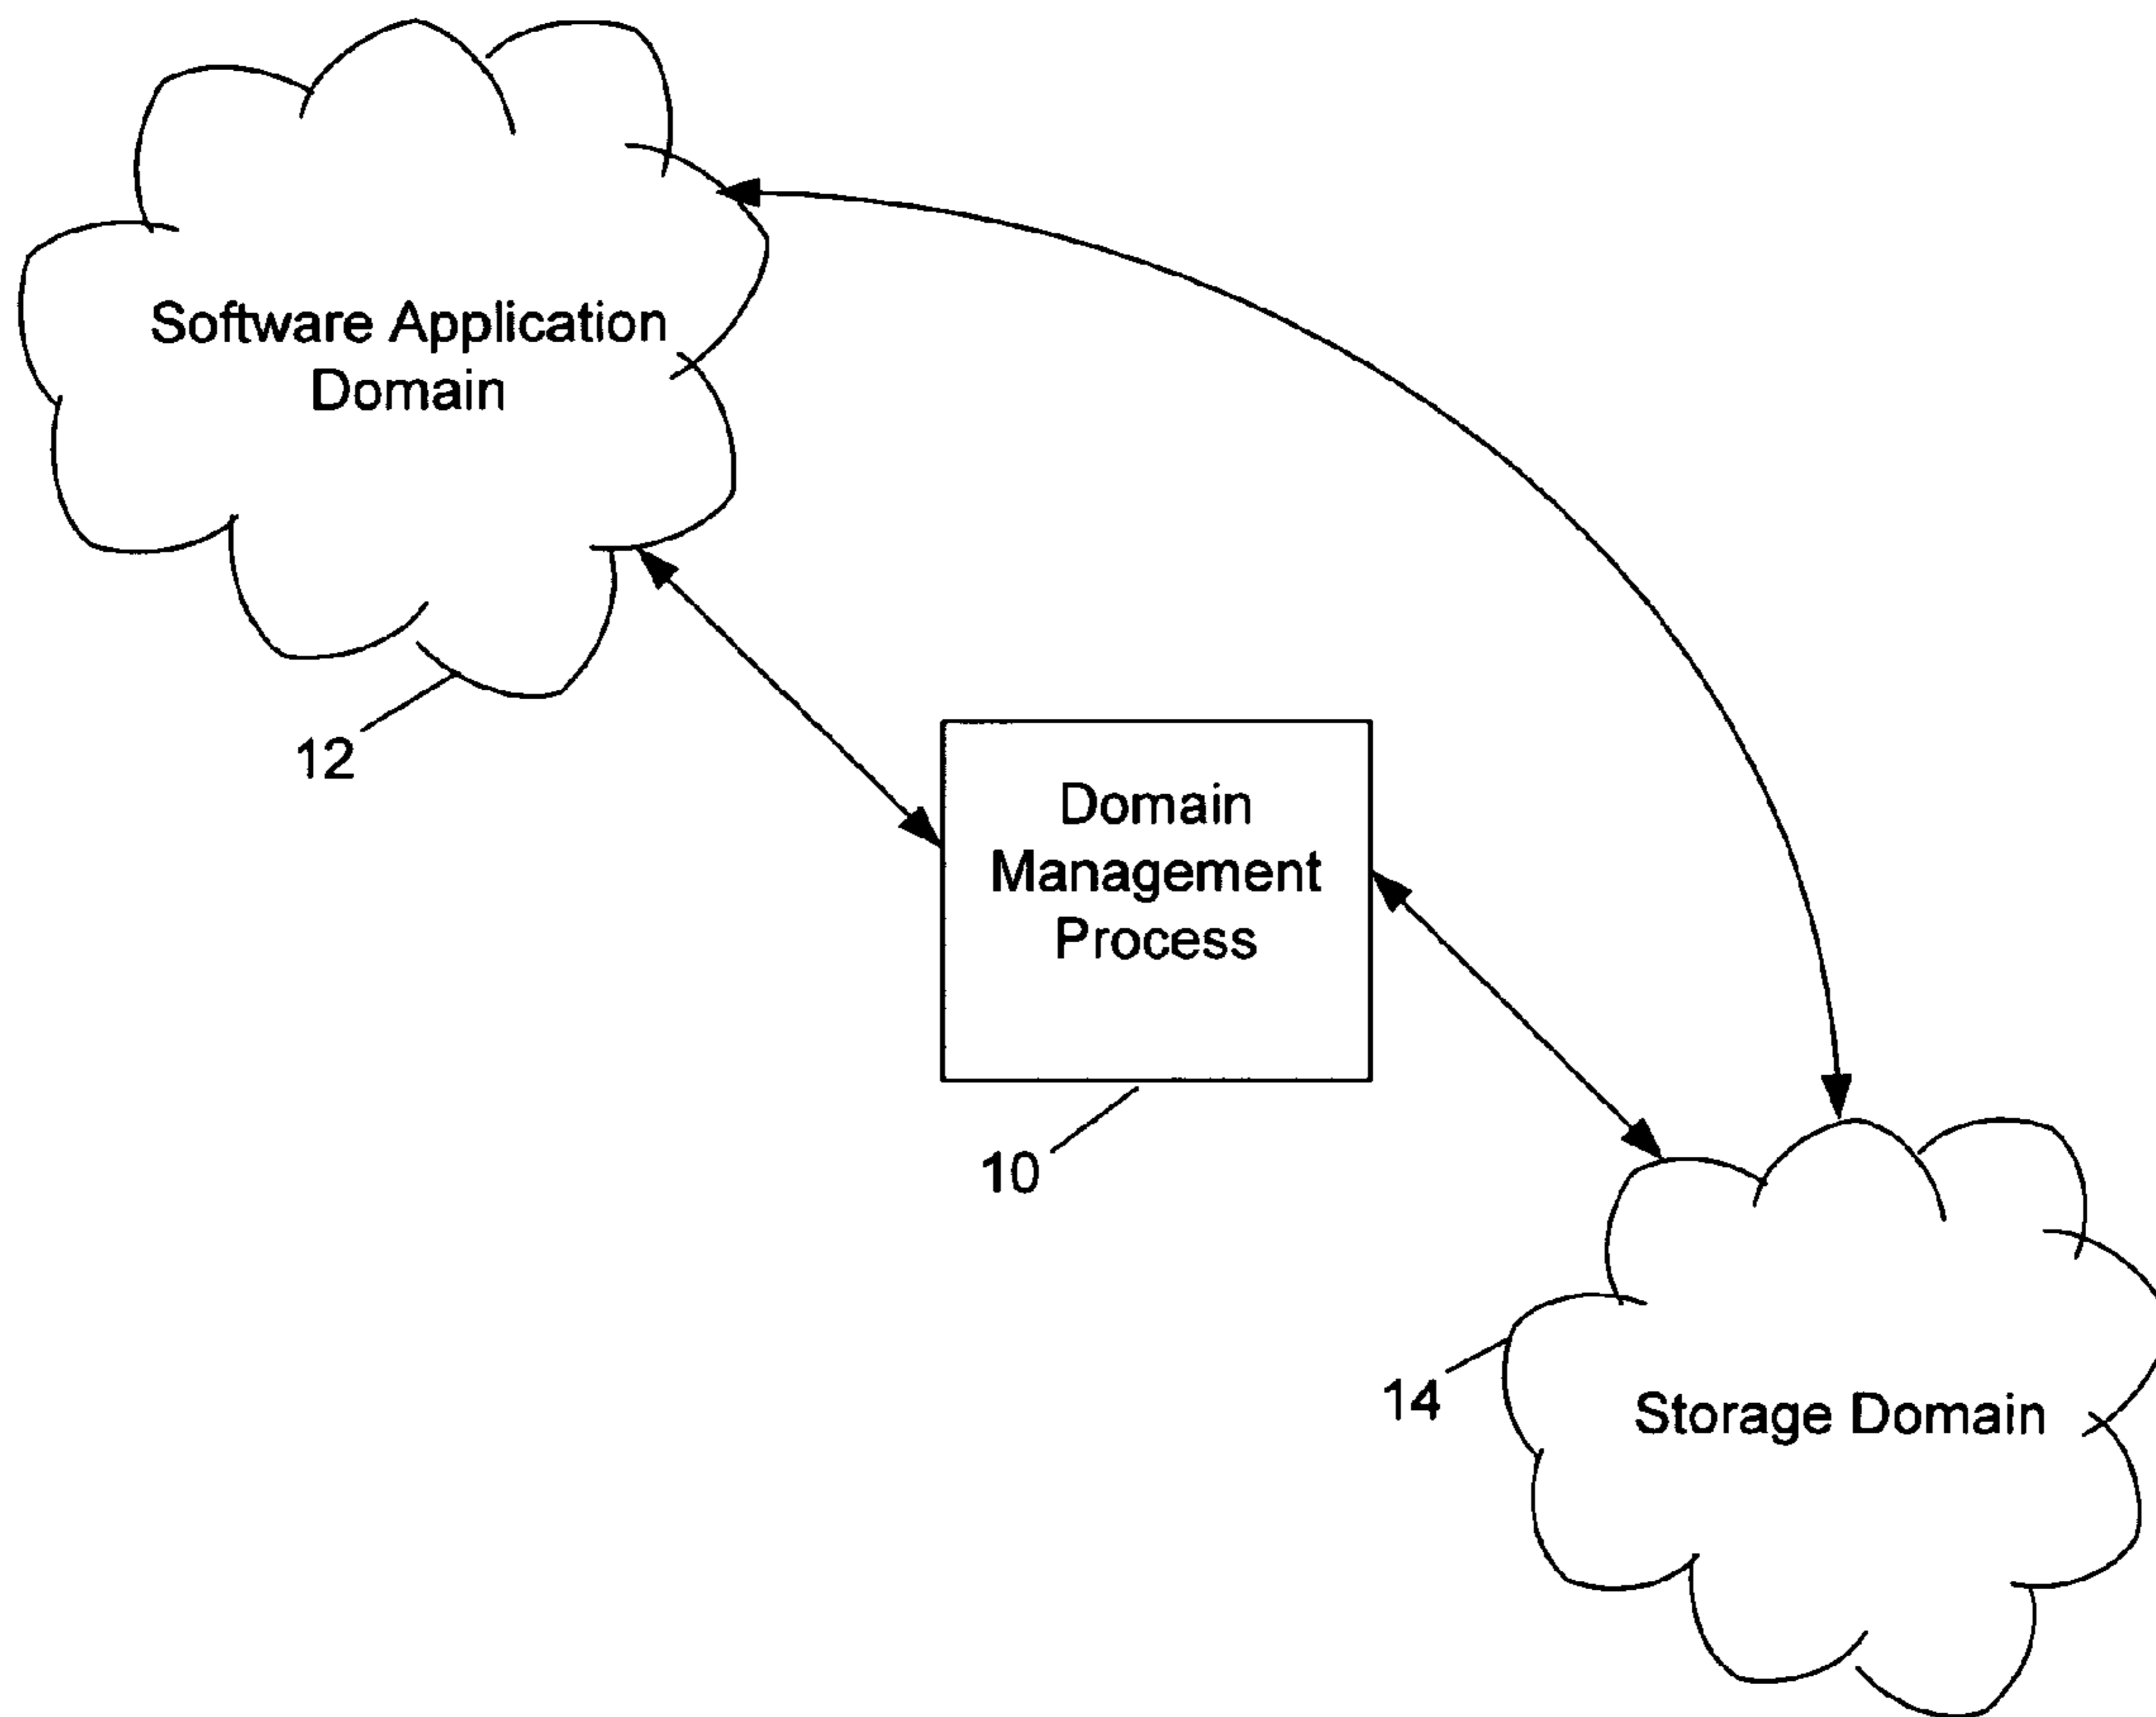 Software Application
Domain
12
Domain
Management
Process
10
14
Storage Domain